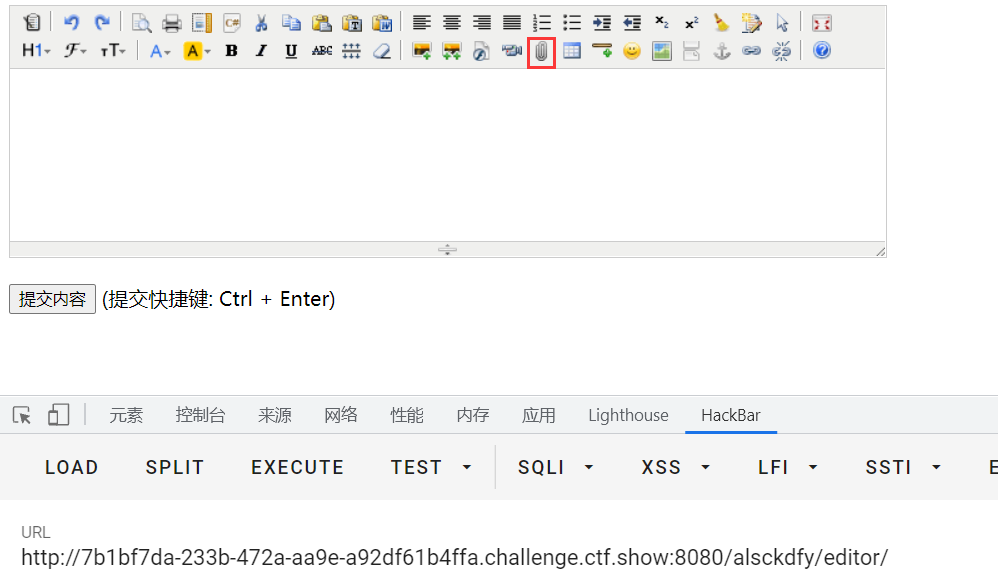 H1 ℱ тT A A B I U ABC
提交内容 (提交快捷键: Ctrl + Enter)
元素 控制台 来源 网络 性能 内存 应用 Lighthouse HackBar
LOAD SPLIT EXECUTE TEST SQLI XSS LFI SSTI E
URL
http://7b1bf7da-233b-472a-aa9e-a92df61b4ffa.challenge.ctf.show:8080/alsckdfy/editor/